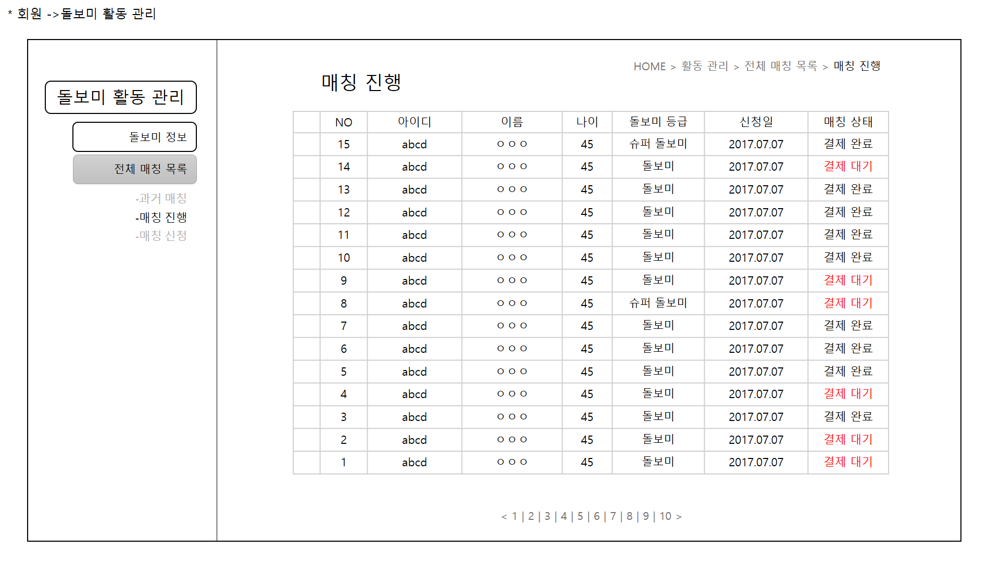 * 회원 ->돌보미 활동 관리
돌보미 활동 관리
돌보미 정보
전체 매칭 목록
-과거 매칭
-매칭 진행
-매칭 신청
HOME > 활동 관리 > 전체 매칭 목록 > 매칭 진행
매칭 진행
NO 아이디 이름 나이 돌보미 등급 신청일 매칭 상태
15 abcd ㅇㅇㅇ 45 슈퍼 돌보미 2017.07.07 결제 완료
14 abcd ㅇㅇㅇ 45 돌보미 2017.07.07 결제 대기
13 abcd ㅇㅇㅇ 45 돌보미 2017.07.07 결제 완료
12 abcd ㅇㅇㅇ 45 돌보미 2017.07.07 결제 완료
11 abcd ㅇㅇㅇ 45 돌보미 2017.07.07 결제 완료
10 abcd ㅇㅇㅇ 45 돌보미 2017.07.07 결제 완료
9 abcd ㅇㅇㅇ 45 돌보미 2017.07.07 결제 대기
8 abcd ㅇㅇㅇ 45 슈퍼 돌보미 2017.07.07 결제 대기
7 abcd ㅇㅇㅇ 45 돌보미 2017.07.07 결제 완료
6 abcd ㅇㅇㅇ 45 돌보미 2017.07.07 결제 완료
5 abcd ㅇㅇㅇ 45 돌보미 2017.07.07 결제 완료
4 abcd ㅇㅇㅇ 45 돌보미 2017.07.07 결제 대기
3 abcd ㅇㅇㅇ 45 돌보미 2017.07.07 결제 완료
2 abcd ㅇㅇㅇ 45 돌보미 2017.07.07 결제 대기
1 abcd ㅇㅇㅇ 45 돌보미 2017.07.07 결제 대기
< 1 | 2 | 3 | 4 | 5 | 6 | 7 | 8 | 9 | 10 >